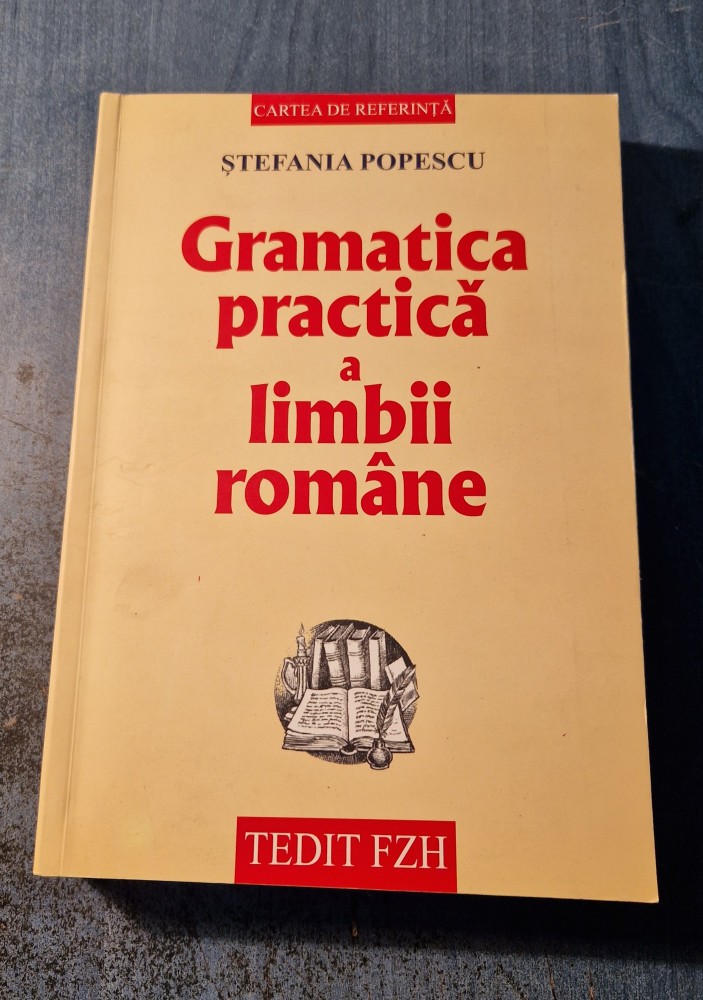 CARTEA DE REFERINȚĂ
ȘTEFANIA POPESCU
Gramatica
practică
a
limbii
române
TEDIT FZH